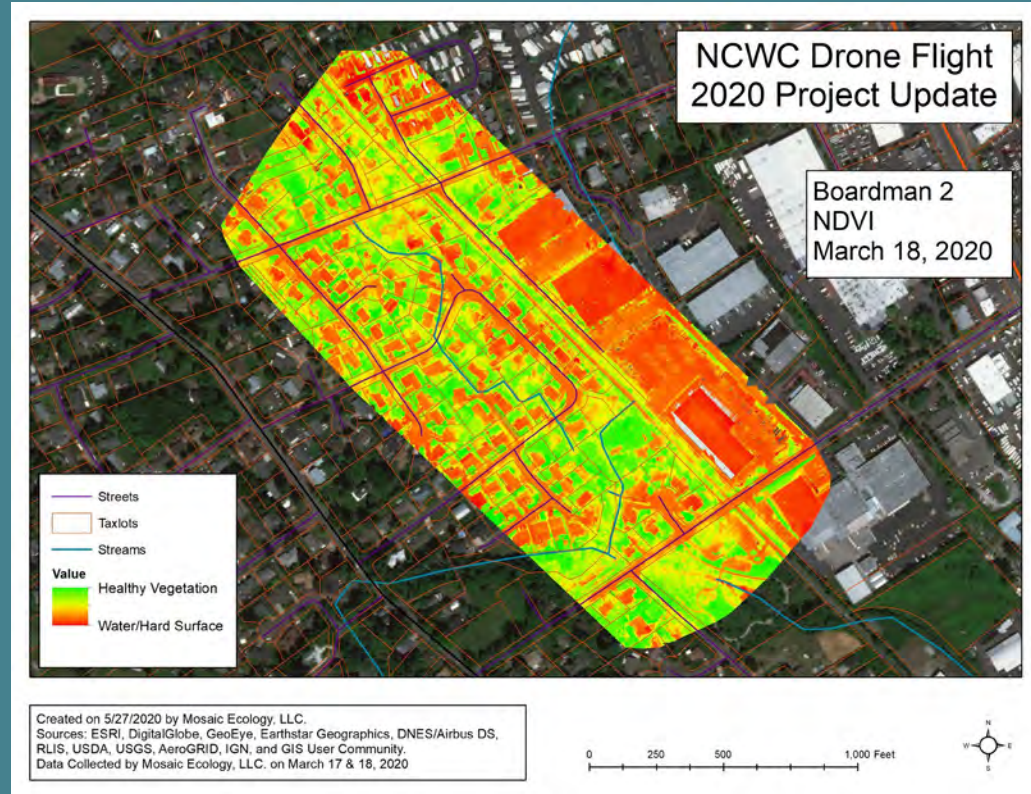 NCWC Drone Flight
2020 Project Update
Boardman 2
NDVI
March 18, 2020
Streets
Taxlots
Streams
Value
Healthy Vegetation
Water/Hard Surface
Created on 5/27/2020 by Mosaic Ecology, LLC.
Sources: ESRI, DigitalGlobe, GeoEye, Earthstar Geographics, DNES/Airbus DS,
RLIS, USDA, USGS, AeroGRID, IGN, and GIS User Community.
Data Collected by Mosaic Ecology, LLC. on March 17 & 18, 2020
0 250 500 1,000 Feet
N
W E
S